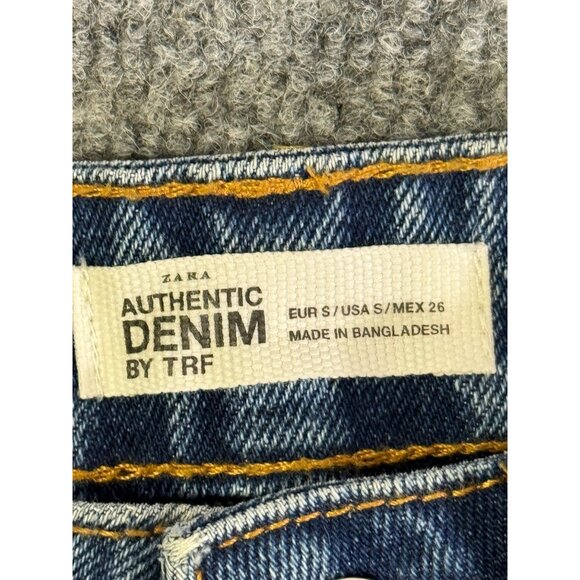 ZARA
AUTHENTIC
DENIM
BY TRF
EUR S/USA S/MEX 26
MADE IN BANGLADESH